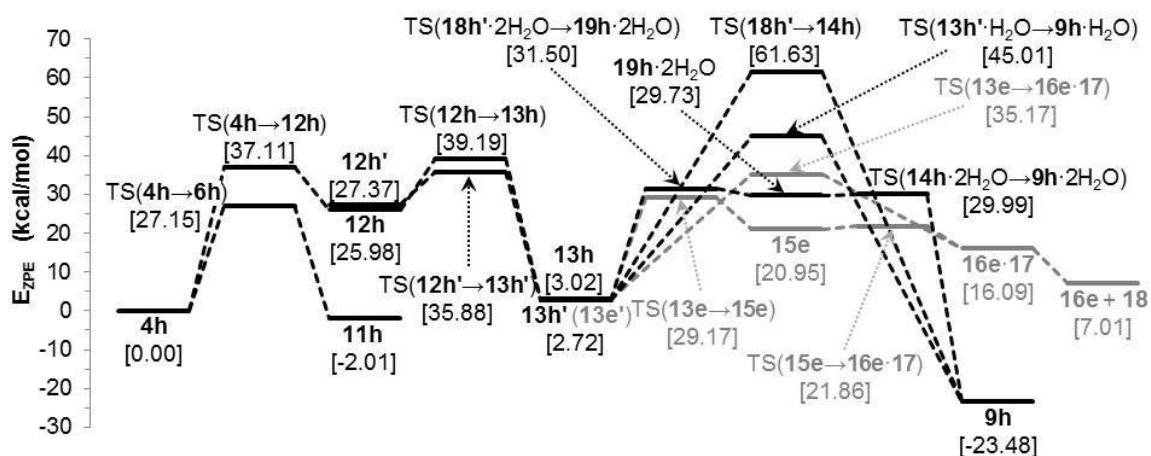 TS(18h'·2H₂O→19h·2H₂O)
[31.50]
TS(18h'→14h)
[61.63]
TS(13h'·H₂O→9h·H₂O)
[45.01]
19h·2H₂O
[29.73]
TS(13e→16e·17)
[35.17]
TS(4h→12h)
[37.11]
TS(12h→13h)
[39.19]
12h'
[27.37]
TS(4h→6h)
[27.15]
12h
[25.98]
TS(14h·2H₂O→9h·2H₂O)
[29.99]
TS(12h'→13h')
[35.88]
13h
[3.02]
13h' (13e')
[2.72]
15e
[20.95]
TS(13e→15e)
[29.17]
TS(15e→16e·17)
[21.86]
16e·17
[16.09]
16e + 18
[7.01]
4h
[0.00]
11h
[-2.01]
9h
[-23.48]
E_ZPE (kcal/mol)
70
60
50
40
30
20
10
0
-10
-20
-30